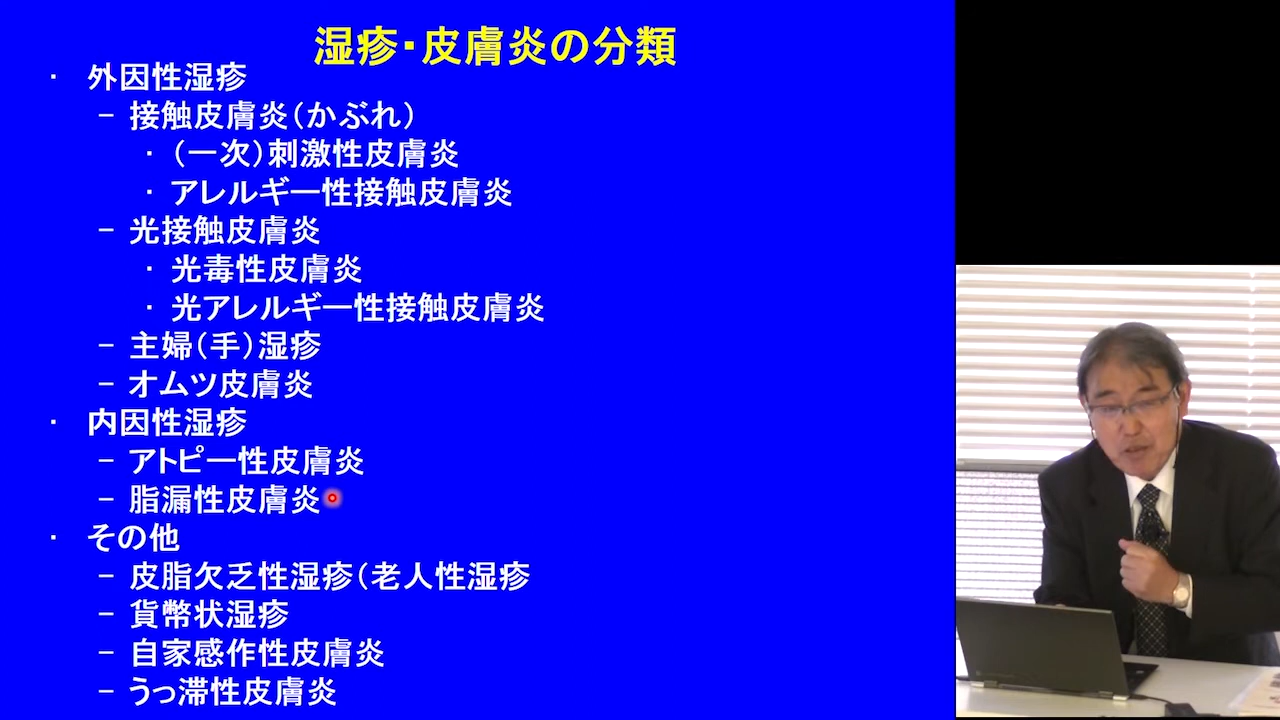 湿疹・皮膚炎の分類
・ 外因性湿疹
– 接触皮膚炎（かぶれ）
・（一次）刺激性皮膚炎
・ アレルギー性接触皮膚炎
– 光接触皮膚炎
・ 光毒性皮膚炎
・ 光アレルギー性接触皮膚炎
– 主婦（手）湿疹
– オムツ皮膚炎
・ 内因性湿疹
– アトピー性皮膚炎
– 脂漏性皮膚炎
・ その他
– 皮脂欠乏性湿疹（老人性湿疹
– 貨幣状湿疹
– 自家感作性皮膚炎
– うっ滞性皮膚炎